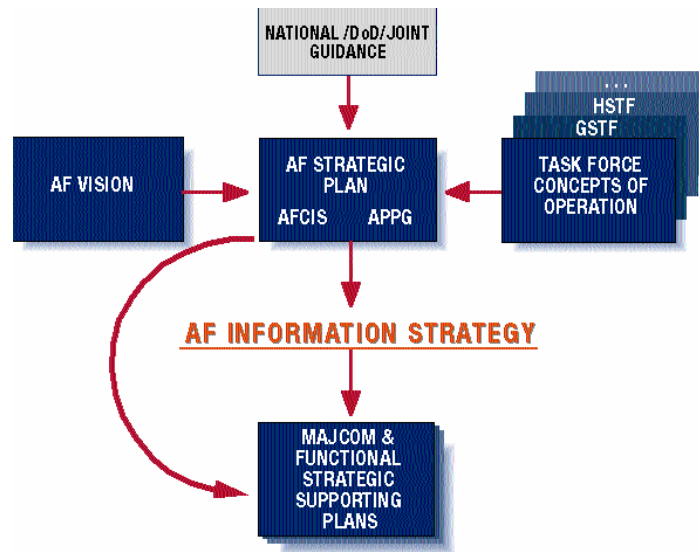 NATIONAL /DoD/JOINT
GUIDANCE
. . .
HSTF
GSTF
TASK FORCE
CONCEPTS OF
OPERATION
AF VISION
AF STRATEGIC
PLAN
AFCIS APPG
AF INFORMATION STRATEGY
MAJCOM &
FUNCTIONAL
STRATEGIC
SUPPORTING
PLANS